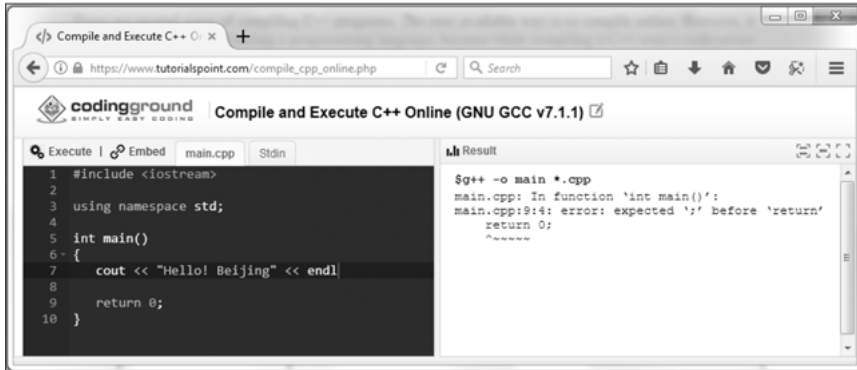 Compile and Execute C++ O
https://www.tutorialspoint.com/compile_cpp_online.php
Search
codingground
SIMPLY EASY CODING
Compile and Execute C++ Online (GNU GCC v7.1.1)
Execute | Embed main.cpp Stdin
1 #include <iostream>
2
3 using namespace std;
4
5 int main()
6 {
7 cout << "Hello! Beijing" << endl
8
9 return 0;
10 }
Result
$g++ -o main *.cpp
main.cpp: In function 'int main()':
main.cpp:9:4: error: expected ';' before 'return'
return 0;
^~~~~~